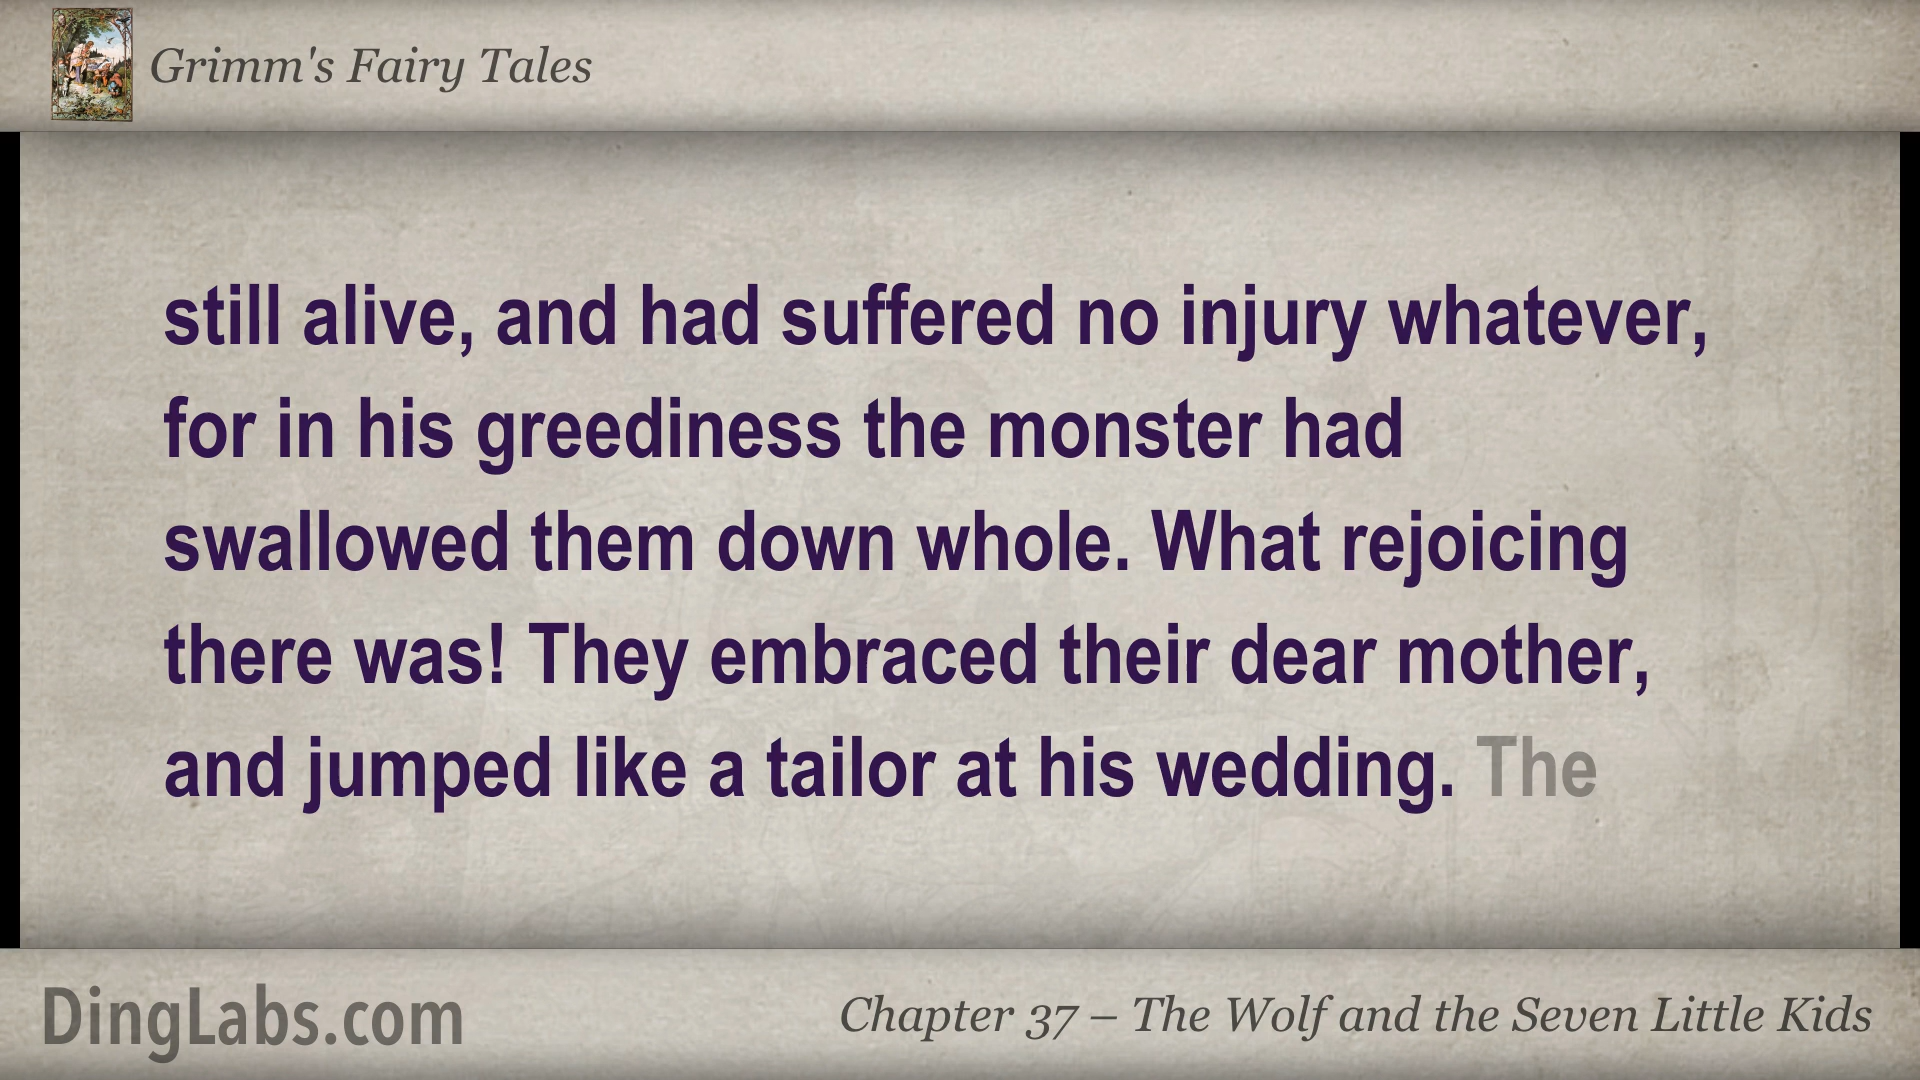 Grimm's Fairy Tales
still alive, and had suffered no injury whatever,
for in his greediness the monster had
swallowed them down whole. What rejoicing
there was! They embraced their dear mother,
and jumped like a tailor at his wedding. The
DingLabs.com
Chapter 37 – The Wolf and the Seven Little Kids